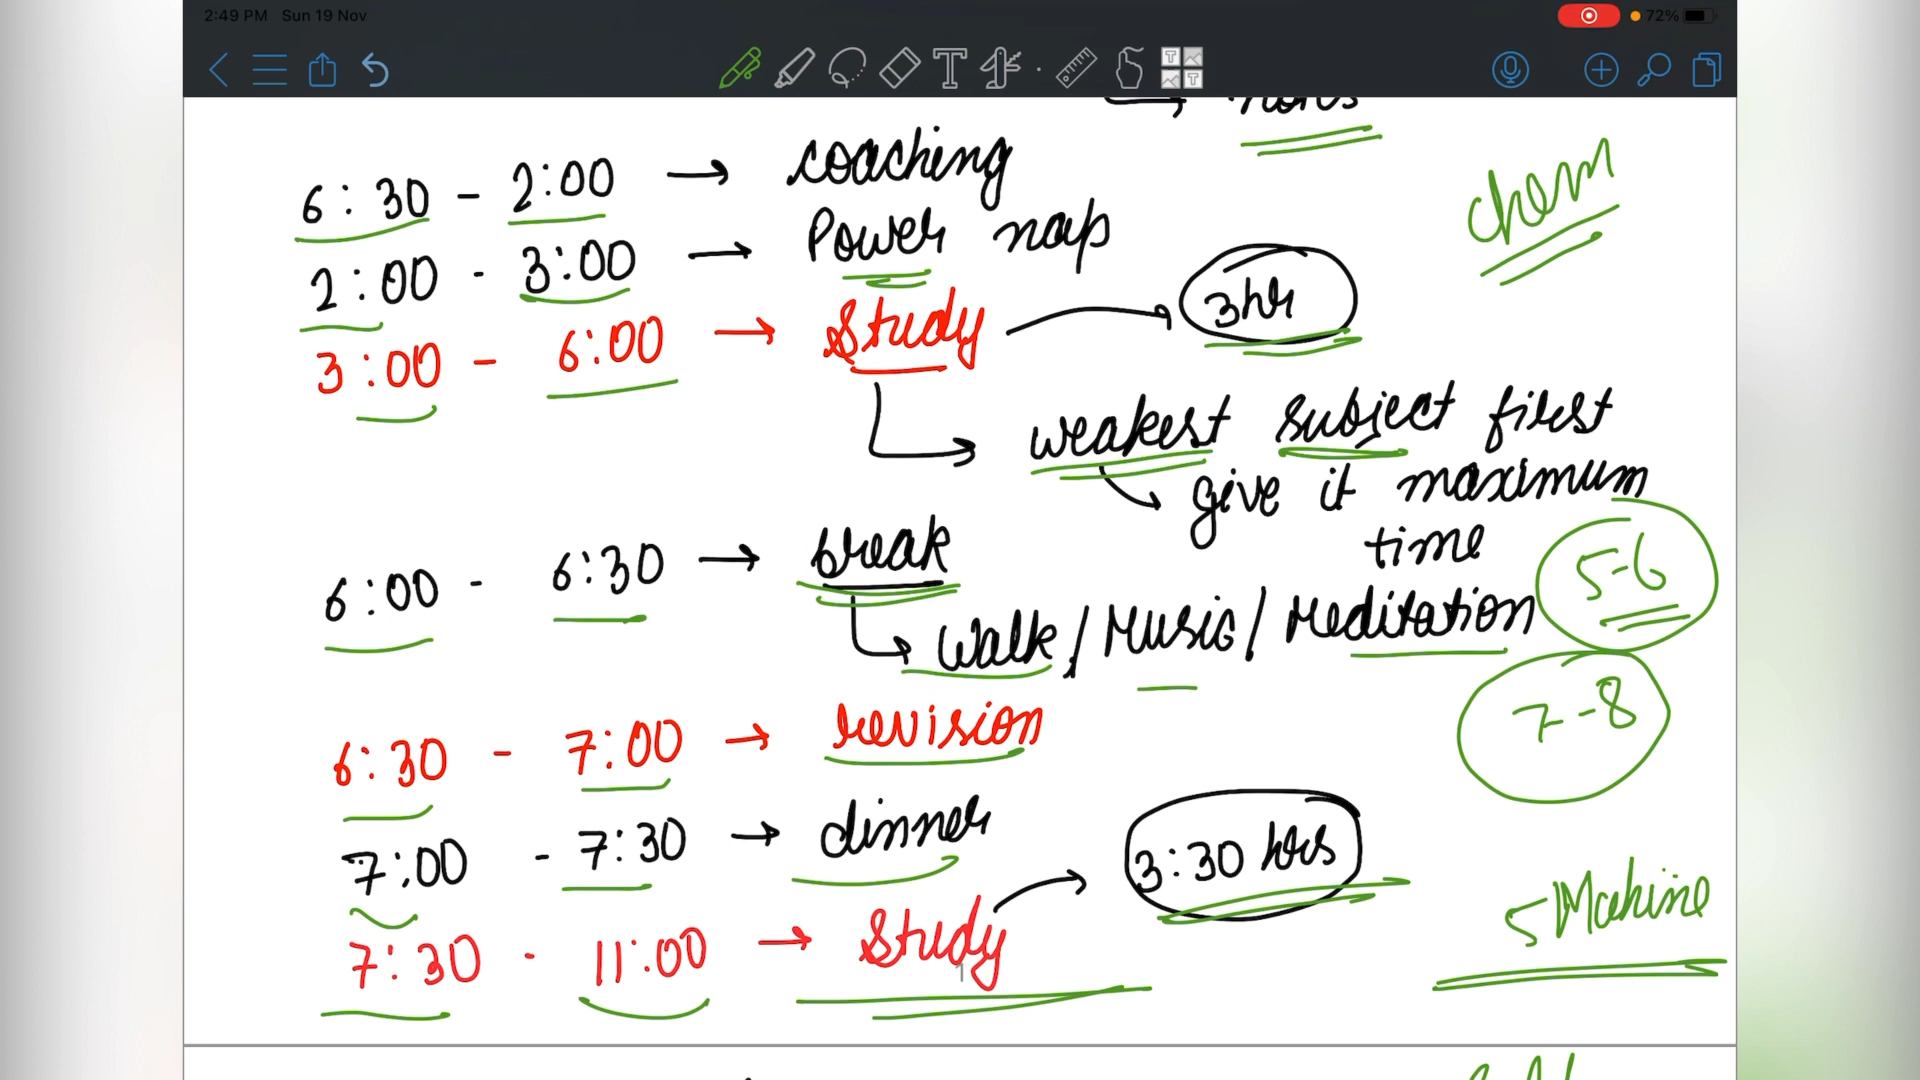 2:49 PM Sun 19 Nov
72%
6:30 - 2:00 → coaching
chem
2:00 - 3:00 → Power nap
3:00 - 6:00 → Study → 3hr
weakest subject first
give it maximum
time
5-6
6:00 - 6:30 → break
Walk / Music / Meditation
7-8
6:30 - 7:00 → revision
7:00 - 7:30 → dinner
3:30 hrs
7:30 - 11:00 → Study